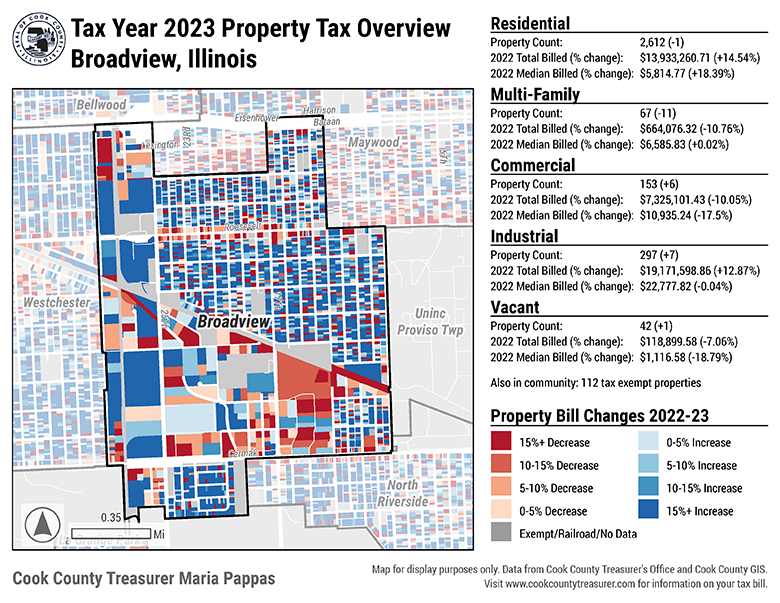 Tax Year 2023 Property Tax Overview
Broadview, Illinois
SEAL OF COOK COUNTY
ILLINOIS
Bellwood
Eisenhower
Harrison
Bataan
Lexington
23RD
Maywood
Roosevelt
Westchester
Broadview
Uninc
Proviso Twp
Cermak
North
Riverside
La Grange Park
0.35
Mi
Residential
Property Count: 2,612 (-1)
2022 Total Billed (% change): $13,933,260.71 (+14.54%)
2022 Median Billed (% change): $5,814.77 (+18.39%)
Multi-Family
Property Count: 67 (-11)
2022 Total Billed (% change): $664,076.32 (-10.76%)
2022 Median Billed (% change): $6,585.83 (+0.02%)
Commercial
Property Count: 153 (+6)
2022 Total Billed (% change): $7,325,101.43 (-10.05%)
2022 Median Billed (% change): $10,935.24 (-17.5%)
Industrial
Property Count: 297 (+7)
2022 Total Billed (% change): $19,171,598.86 (+12.87%)
2022 Median Billed (% change): $22,777.82 (-0.04%)
Vacant
Property Count: 42 (+1)
2022 Total Billed (% change): $118,899.58 (-7.06%)
2022 Median Billed (% change): $1,116.58 (-18.79%)
Also in community: 112 tax exempt properties
Property Bill Changes 2022-23
15%+ Decrease 0-5% Increase
10-15% Decrease 5-10% Increase
5-10% Decrease 10-15% Increase
0-5% Decrease 15%+ Increase
Exempt/Railroad/No Data
Cook County Treasurer Maria Pappas
Map for display purposes only. Data from Cook County Treasurer's Office and Cook County GIS.
Visit www.cookcountytreasurer.com for information on your tax bill.